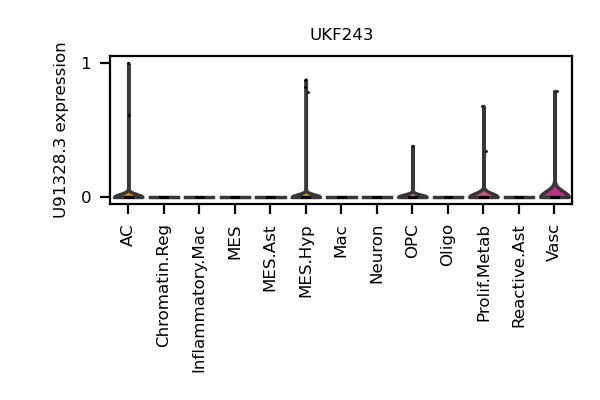 UKF243
U91328.3 expression
1
0
AC
Chromatin.Reg
Inflammatory.Mac
MES
MES.Ast
MES.Hyp
Mac
Neuron
OPC
Oligo
Prolif.Metab
Reactive.Ast
Vasc